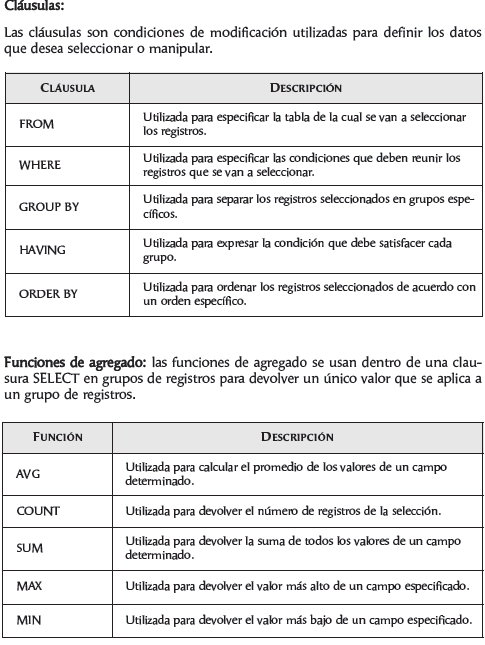 Cláusulas:
Las cláusulas son condiciones de modificación utilizadas para definir los datos
que desea seleccionar o manipular.
CLÁUSULA DESCRIPCIÓN
FROM Utilizada para especificar la tabla de la cual se van a seleccionar
los registros.
WHERE Utilizada para especificar las condiciones que deben reunir los
registros que se van a seleccionar.
GROUP BY Utilizada para separar los registros seleccionados en grupos espe-
cíficos.
HAVING Utilizada para expresar la condición que debe satisfacer cada
grupo.
ORDER BY Utilizada para ordenar los registros seleccionados de acuerdo con
un orden específico.
Funciones de agregado: las funciones de agregado se usan dentro de una clau-
sura SELECT en grupos de registros para devolver un único valor que se aplica a
un grupo de registros.
FUNCIÓN DESCRIPCIÓN
AVG Utilizada para calcular el promedio de los valores de un campo
determinado.
COUNT Utilizada para devolver el número de registros de la selección.
SUM Utilizada para devolver la suma de todos los valores de un campo
determinado.
MAX Utilizada para devolver el valor más alto de un campo especificado.
MIN Utilizada para devolver el valor más bajo de un campo especificado.